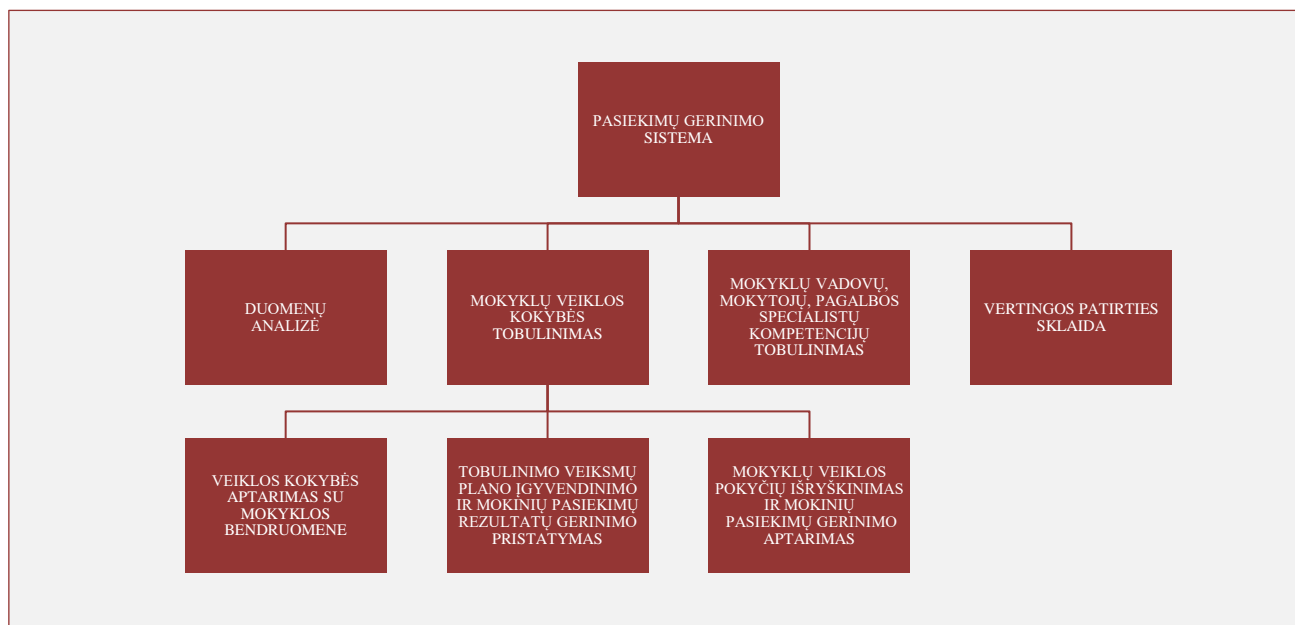 PASIEKIMŲ GERINIMO
SISTEMA
DUOMENŲ
ANALIZĖ
MOKYKLŲ VEIKLOS
KOKYBĖS
TOBULINIMAS
MOKYKLŲ VADOVŲ,
MOKYTOJŲ, PAGALBOS
SPECIALISTŲ
KOMPETENCIJŲ
TOBULINIMAS
VERTINGOS PATIRTIES
SKLAIDA
VEIKLOS KOKYBĖS
APTARIMAS SU
MOKYKLOS
BENDRUOMENE
TOBULINIMO VEIKSMŲ
PLANO ĮGYVENDINIMO
IR MOKINIŲ PASIEKIMŲ
REZULTATŲ GERINIMO
PRISTATYMAS
MOKYKLŲ VEIKLOS
POKYČIŲ IŠRYŠKINIMAS
IR MOKINIŲ
PASIEKIMŲ GERINIMO
APTARIMAS